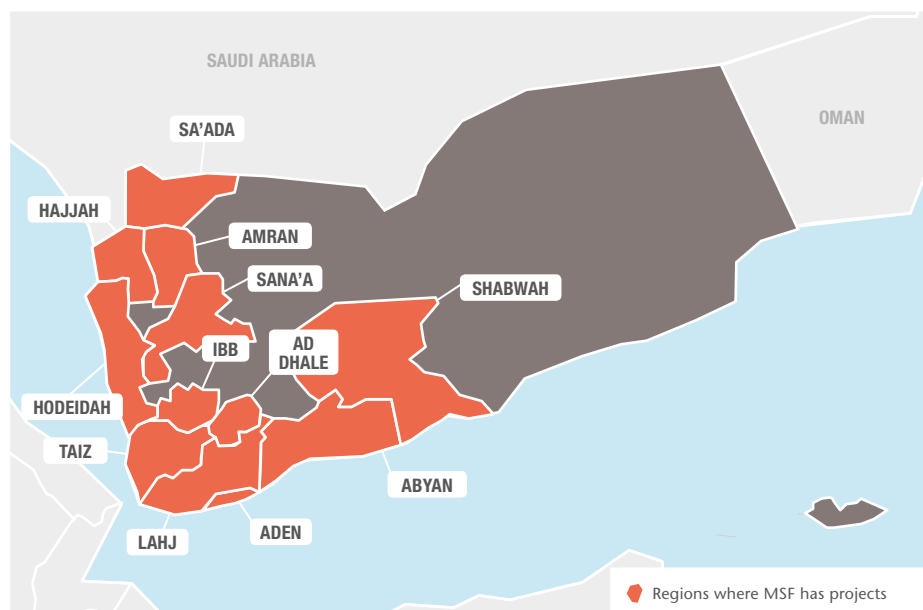 SAUDI ARABIA
OMAN
SA'ADA
HAJJAH
AMRAN
SANA'A
SHABWAH
IBB
AD
DHALE
HODEIDAH
TAIZ
ABYAN
ADEN
LAHJ
Regions where MSF has projects